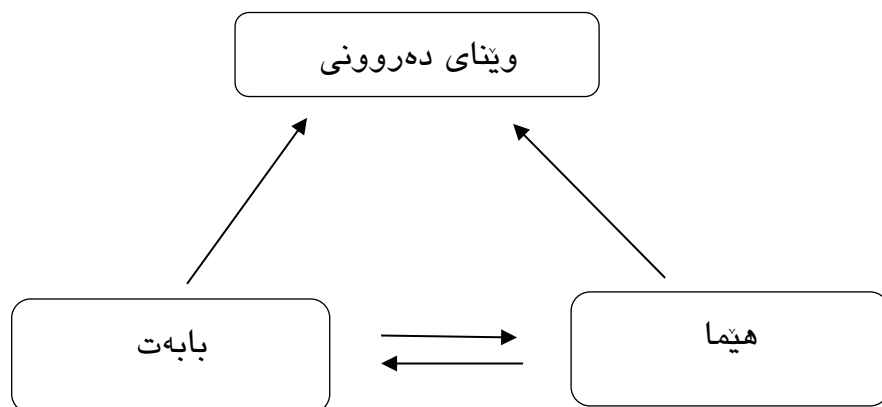 وێنای دەروونی
هێما
بابەت